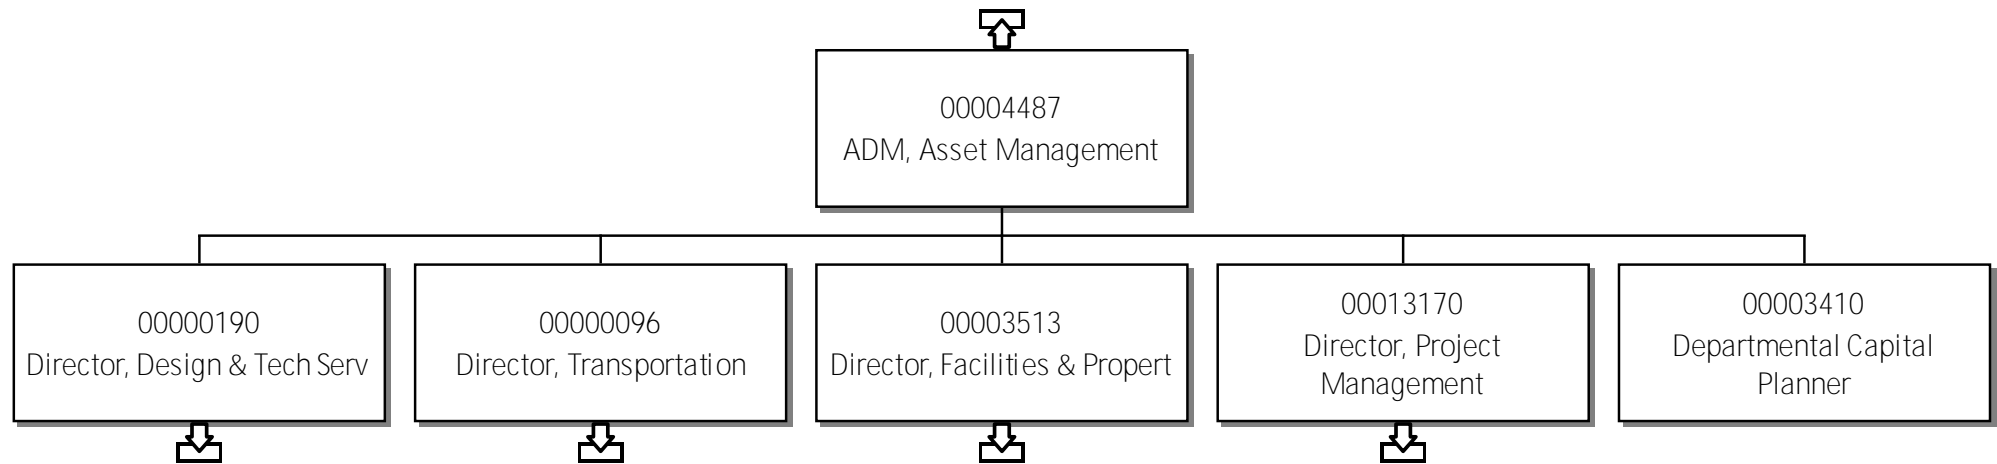 00004487
ADM, Asset Management
00000190
Director, Design & Tech Serv
00000096
Director, Transportation
00003513
Director, Facilities & Propert
00013170
Director, Project
Management
00003410
Departmental Capital
Planner